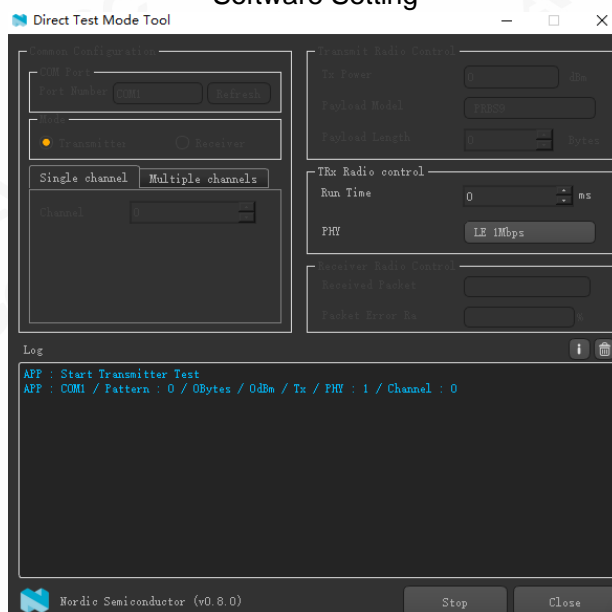 Software Setting
Direct Test Mode Tool
Common Configuration
COM Port
Port Number COM1 Refresh
Mode
Transmitter Receiver
Single channel Multiple channels
Channel 0
Transmit Radio Control
Tx Power 0 dBm
Payload Model PRBS9
Payload Length 0 Bytes
TRx Radio control
Run Time 0 ms
PHY LE 1Mbps
Receiver Radio Control
Received Packet
Packet Error Ra %
Log
APP : Start Transmitter Test
APP : COM1 / Pattern : 0 / 0Bytes / 0dBm / Tx / PHY : 1 / Channel : 0
Nordic Semiconductor (v0.8.0)
Stop Close